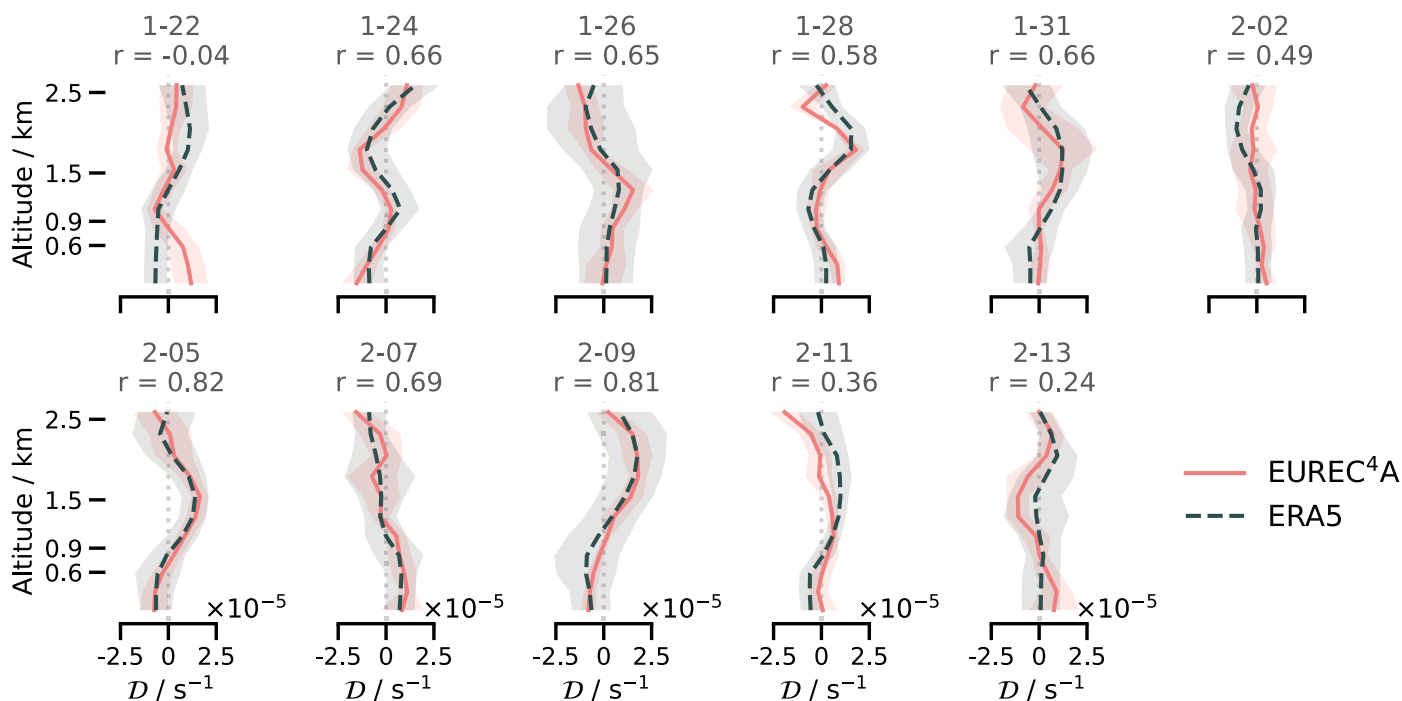 1-22 1-24 1-26 1-28 1-31 2-02
r = -0.04 r = 0.66 r = 0.65 r = 0.58 r = 0.66 r = 0.49
Altitude / km
2.5
1.5
0.9
0.6
2-05 2-07 2-09 2-11 2-13
r = 0.82 r = 0.69 r = 0.81 r = 0.36 r = 0.24
Altitude / km
2.5
1.5
0.9
0.6
EUREC⁴A
ERA5
×10⁻⁵ ×10⁻⁵ ×10⁻⁵ ×10⁻⁵ ×10⁻⁵
-2.5 0 2.5 -2.5 0 2.5 -2.5 0 2.5 -2.5 0 2.5 -2.5 0 2.5
𝒟 / s⁻¹ 𝒟 / s⁻¹ 𝒟 / s⁻¹ 𝒟 / s⁻¹ 𝒟 / s⁻¹